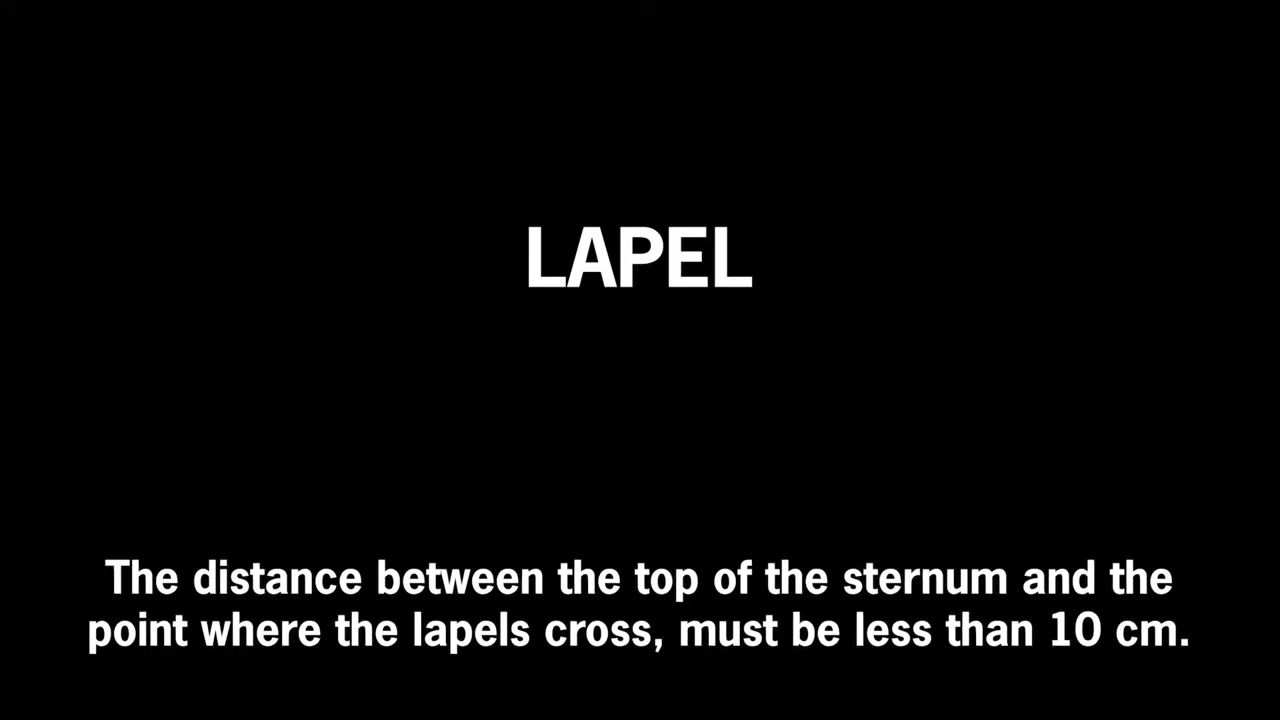 LAPEL
The distance between the top of the sternum and the
point where the lapels cross, must be less than 10 cm.